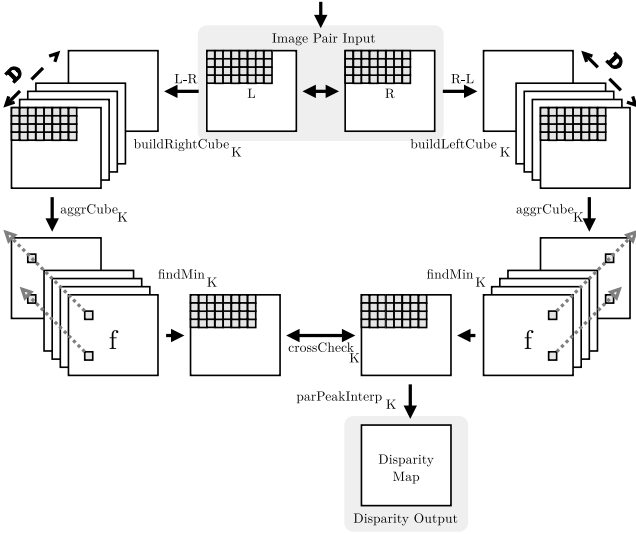 Image Pair Input
D
L-R
L
R
R-L
D
buildRightCube K
buildLeftCube K
aggrCube K
aggrCube K
findMin K
findMin K
f
f
crossCheck K
parPeakInterp K
Disparity
Map
Disparity Output